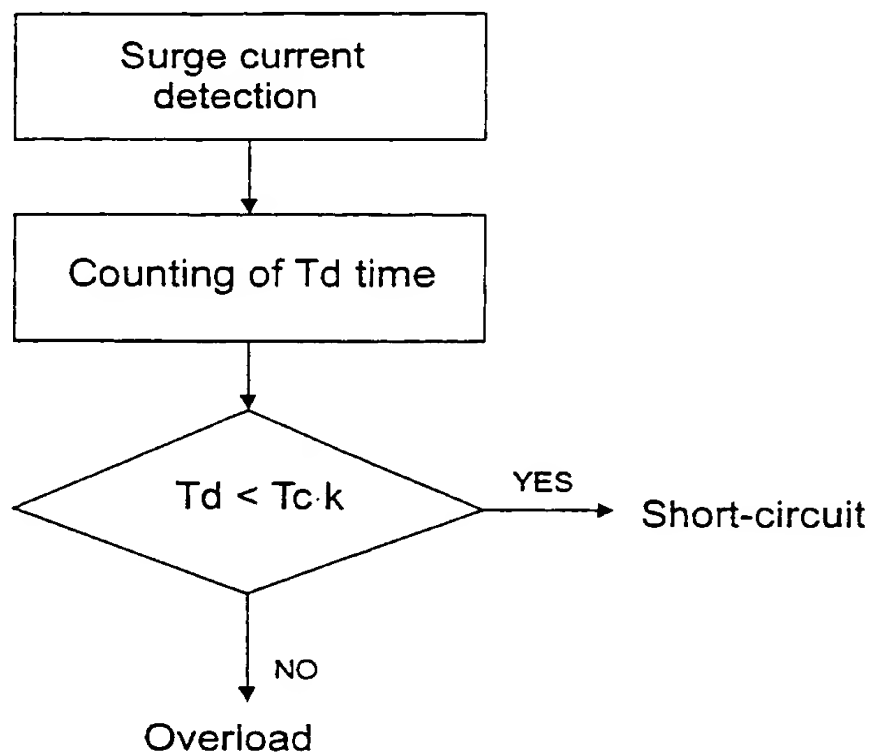 Surge current
detection
Counting of Td time
Td < Tc·k
YES
Short-circuit
NO
Overload